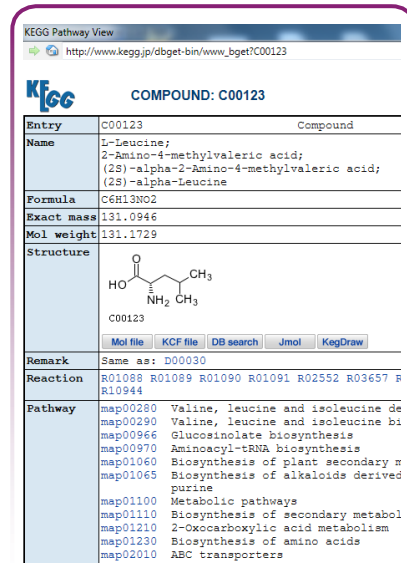 KEGG Pathway View
http://www.kegg.jp/dbget-bin/www_bget?C00123
KEGG
COMPOUND: C00123
Entry C00123 Compound
Name L-Leucine;
2-Amino-4-methylvaleric acid;
(2S)-alpha-2-Amino-4-methylvaleric acid;
(2S)-alpha-Leucine
Formula C6H13NO2
Exact mass 131.0946
Mol weight 131.1729
Structure
O
HO CH3
NH2 CH3
C00123
Mol file KCF file DB search Jmol KegDraw
Remark Same as: D00030
Reaction R01088 R01089 R01090 R01091 R02552 R03657 R
R10944
Pathway map00280 Valine, leucine and isoleucine de
map00290 Valine, leucine and isoleucine bi
map00966 Glucosinolate biosynthesis
map00970 Aminoacyl-tRNA biosynthesis
map01060 Biosynthesis of plant secondary m
map01065 Biosynthesis of alkaloids derived
purine
map01100 Metabolic pathways
map01110 Biosynthesis of secondary metabol
map01210 2-Oxocarboxylic acid metabolism
map01230 Biosynthesis of amino acids
map02010 ABC transporters